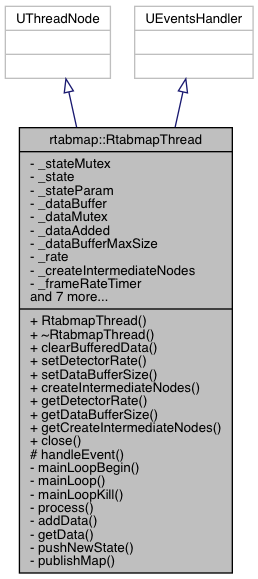 UThreadNode
UEventsHandler
rtabmap::RtabmapThread
- _stateMutex
- _state
- _stateParam
- _dataBuffer
- _dataMutex
- _dataAdded
- _dataBufferMaxSize
- _rate
- _createIntermediateNodes
- _frameRateTimer
and 7 more...
+ RtabmapThread()
+ ~RtabmapThread()
+ clearBufferedData()
+ setDetectorRate()
+ setDataBufferSize()
+ createIntermediateNodes()
+ getDetectorRate()
+ getDataBufferSize()
+ getCreateIntermediateNodes()
+ close()
# handleEvent()
- mainLoopBegin()
- mainLoop()
- mainLoopKill()
- process()
- addData()
- getData()
- pushNewState()
- publishMap()